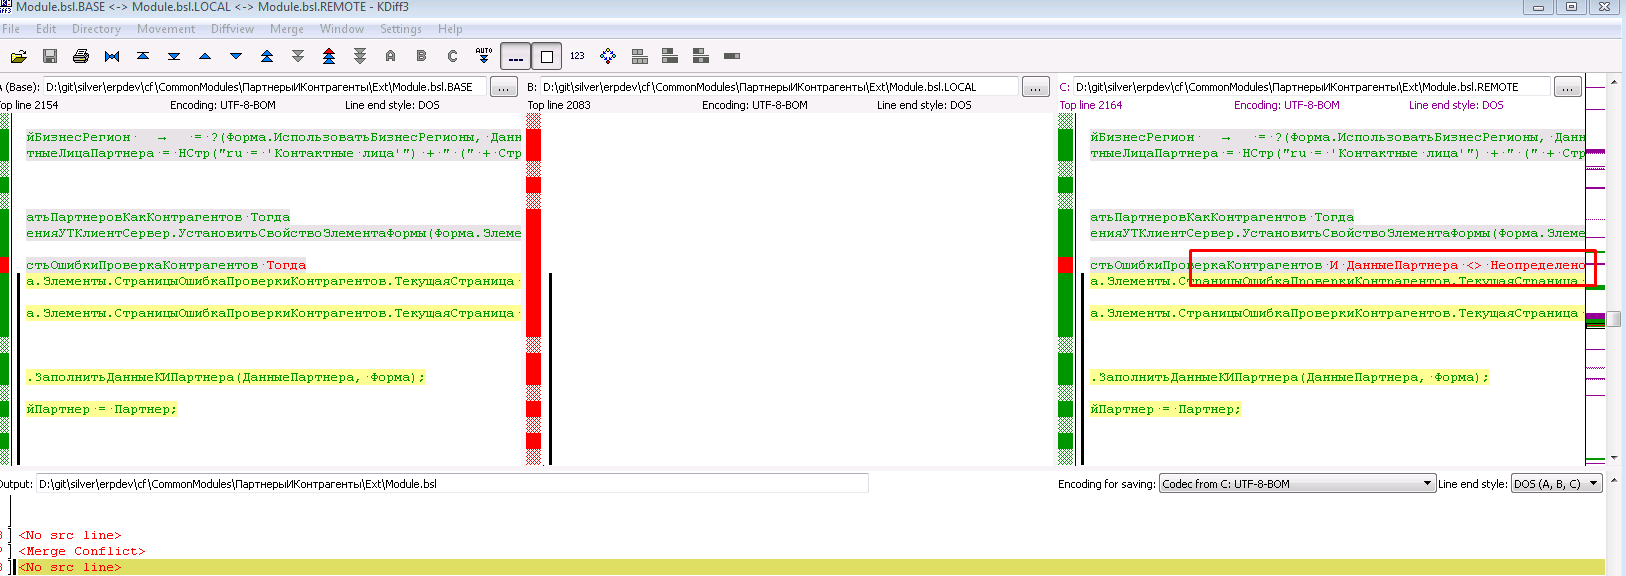 Module.bsl.BASE <-> Module.bsl.LOCAL <-> Module.bsl.REMOTE - KDiff3
File Edit Directory Movement Diffview Merge Window Settings Help
A B C AUTO 123
A (Base): D:\git\silver\erpdev\cf\CommonModules\ПартнерыИКонтрагенты\Ext\Module.bsl.BASE ...
Top line 2154 Encoding: UTF-8-BOM Line end style: DOS
йБизнесРегион · → · = ·?(Форма.ИспользоватьБизнесРегионы, ·Данн
тныеЛицаПартнера ·= ·НСтр("ru ·= ·'Контактные ·лица'") ·+ ·" ·(" ·+ ·Стр
атьПартнеровКакКонтрагентов ·Тогда
енияУТКлиентСервер.УстановитьСвойствоЭлементаФормы(Форма.Элеме
стьОшибкиПроверкаКонтрагентов ·Тогда
а.Элементы.СтраницыОшибкаПроверкиКонтрагентов.ТекущаяСтраница ·
а.Элементы.СтраницыОшибкаПроверкиКонтрагентов.ТекущаяСтраница ·
.ЗаполнитьДанныеКИПартнера(ДанныеПартнера, ·Форма);
йПартнер ·= ·Партнер;
B: D:\git\silver\erpdev\cf\CommonModules\ПартнерыИКонтрагенты\Ext\Module.bsl.LOCAL ...
Top line 2083 Encoding: UTF-8-BOM Line end style: DOS
C: D:\git\silver\erpdev\cf\CommonModules\ПартнерыИКонтрагенты\Ext\Module.bsl.REMOTE ...
Top line 2164 Encoding: UTF-8-BOM Line end style: DOS
йБизнесРегион · → · = ·?(Форма.ИспользоватьБизнесРегионы, ·Данн
тныеЛицаПартнера ·= ·НСтр("ru ·= ·'Контактные ·лица'") ·+ ·" ·(" ·+ ·Стр
атьПартнеровКакКонтрагентов ·Тогда
енияУТКлиентСервер.УстановитьСвойствоЭлементаФормы(Форма.Элеме
стьОшибкиПроверкаКонтрагентов ·И ·ДанныеПартнера ·<> ·Неопределено
а.Элементы.СтраницыОшибкаПроверкиКонтрагентов.ТекущаяСтраница ·
а.Элементы.СтраницыОшибкаПроверкиКонтрагентов.ТекущаяСтраница ·
.ЗаполнитьДанныеКИПартнера(ДанныеПартнера, ·Форма);
йПартнер ·= ·Партнер;
Output: D:\git\silver\erpdev\cf\CommonModules\ПартнерыИКонтрагенты\Ext\Module.bsl
Encoding for saving: Codec from C: UTF-8-BOM Line end style: DOS (A, B, C)
<No src line>
<Merge Conflict>
<No src line>